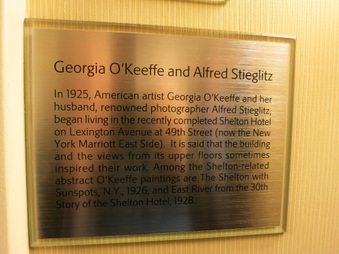 Georgia O'Keeffe and Alfred Stieglitz
In 1925, American artist Georgia O'Keeffe and her
husband, renowned photographer Alfred Stieglitz,
began living in the recently completed Shelton Hotel
on Lexington Avenue at 49th Street (now the New
York Marriott East Side). It is said that the building
and the views from its upper floors sometimes
inspired their work. Among the Shelton-related
abstract O'Keeffe paintings are The Shelton with
Sunspots, N.Y., 1926; and East River from the 30th
Story of the Shelton Hotel, 1928.